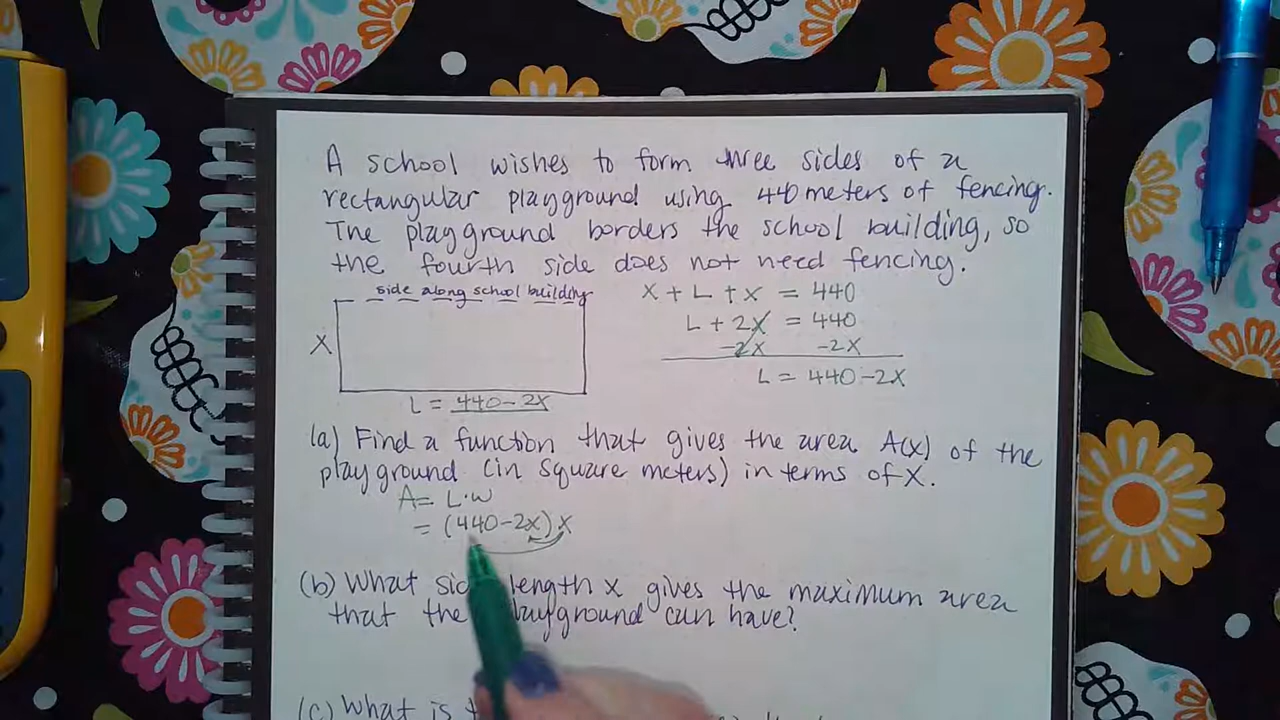 A school wishes to form three sides of a
rectangular playground using 440 meters of fencing.
The playground borders the school building, so
the fourth side does not need fencing.
side along school building
X
L = 440-2X
X + L + X = 440
L + 2X = 440
-2X -2X
L = 440-2X
(a) Find a function that gives the area A(X) of the
playground (in square meters) in terms of X.
A = L·W
= (440-2X)X
(b) What side length X gives the maximum area
that the playground can have?
(c) What is